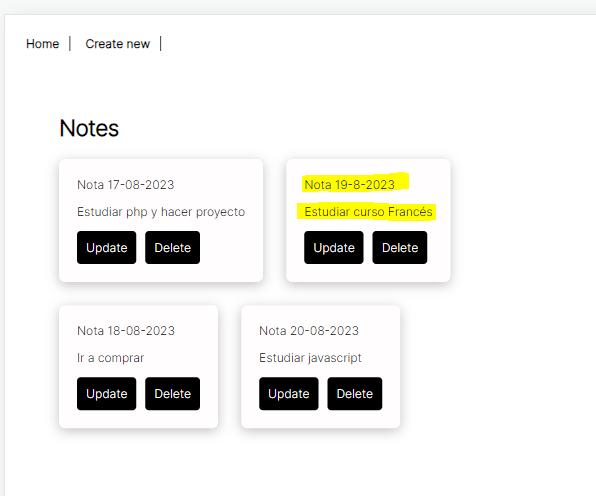 Home | Create new |
Notes
Nota 17-08-2023
Estudiar php y hacer proyecto
Update Delete
Nota 19-8-2023
Estudiar curso Francés
Update Delete
Nota 18-08-2023
Ir a comprar
Update Delete
Nota 20-08-2023
Estudiar javascript
Update Delete